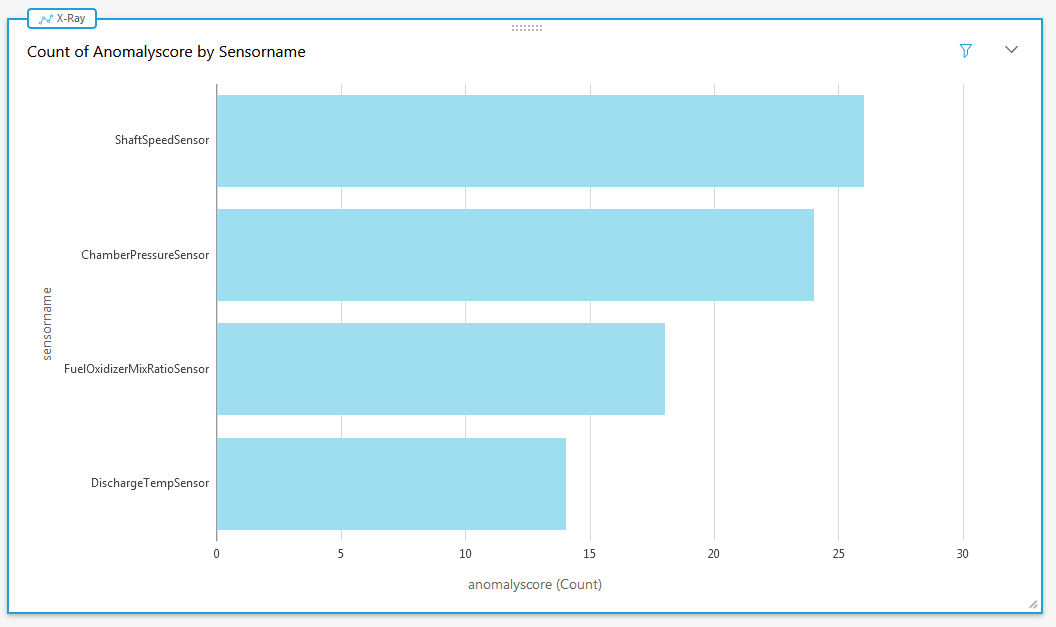 X-Ray
Count of Anomalyscore by Sensorname
ShaftSpeedSensor
ChamberPressureSensor
sensorname
FuelOxidizerMixRatioSensor
DischargeTempSensor
0 5 10 15 20 25 30
anomalyscore (Count)